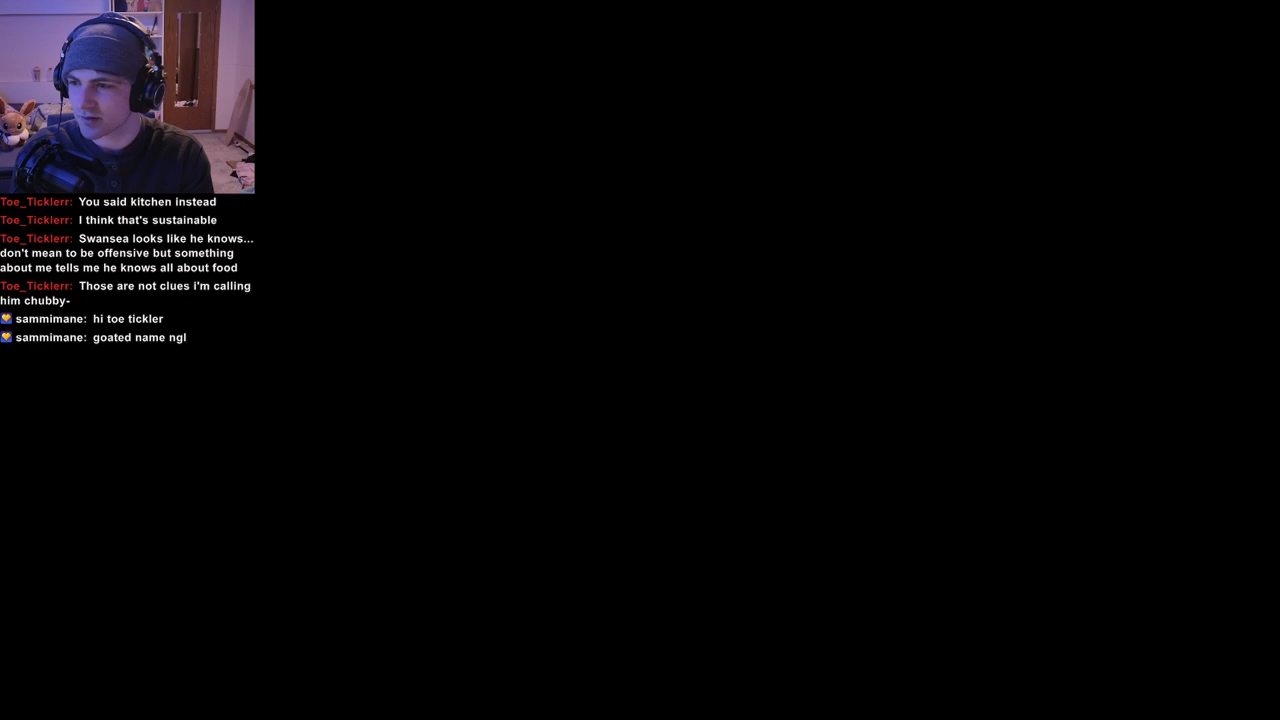 Toe_Ticklerr: You said kitchen instead
Toe_Ticklerr: I think that's sustainable
Toe_Ticklerr: Swansea looks like he knows...
don't mean to be offensive but something
about me tells me he knows all about food
Toe_Ticklerr: Those are not clues i'm calling
him chubby-
sammimane: hi toe tickler
sammimane: goated name ngl